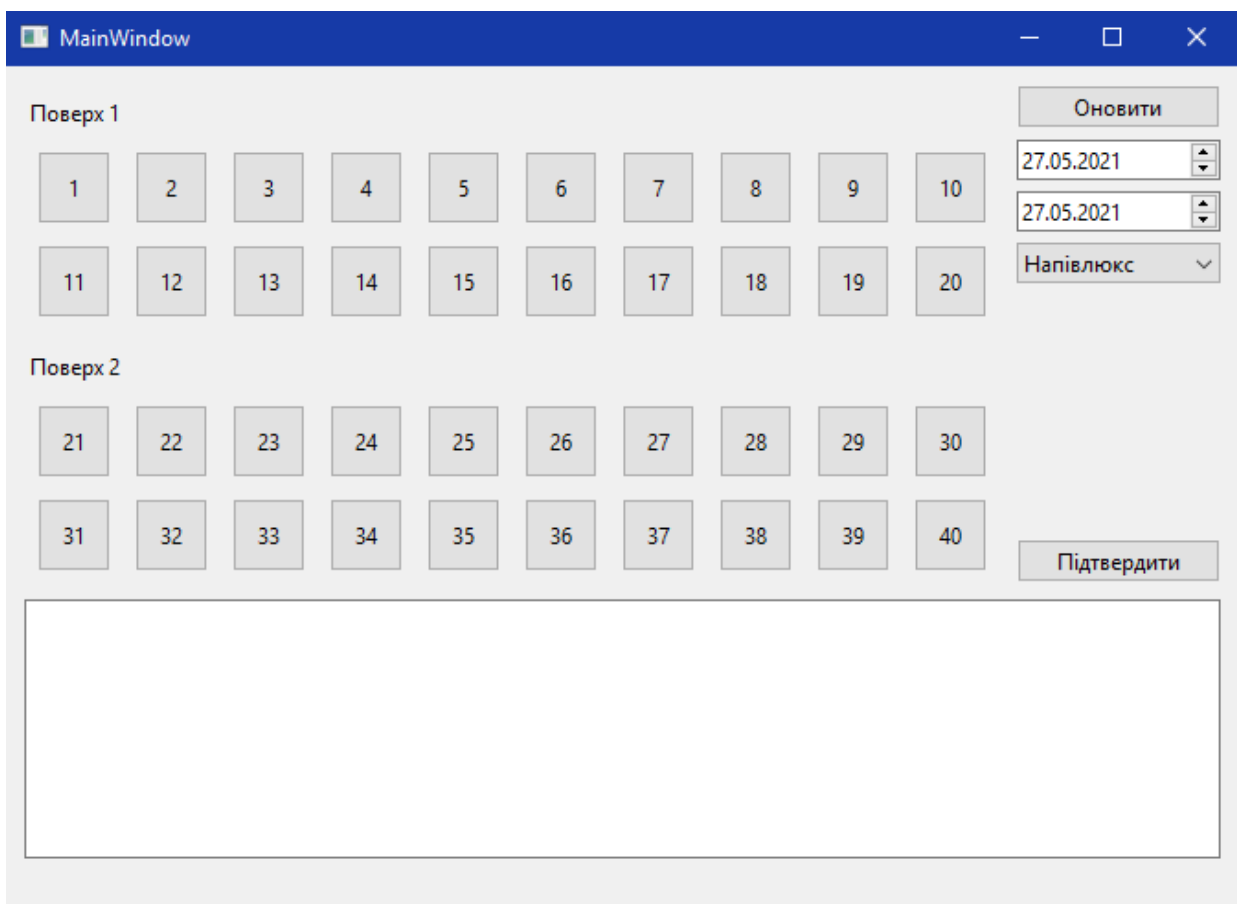 MainWindow
Поверх 1
Оновити
1 2 3 4 5 6 7 8 9 10
27.05.2021
27.05.2021
Напівлюкс
11 12 13 14 15 16 17 18 19 20
Поверх 2
21 22 23 24 25 26 27 28 29 30
31 32 33 34 35 36 37 38 39 40
Підтвердити